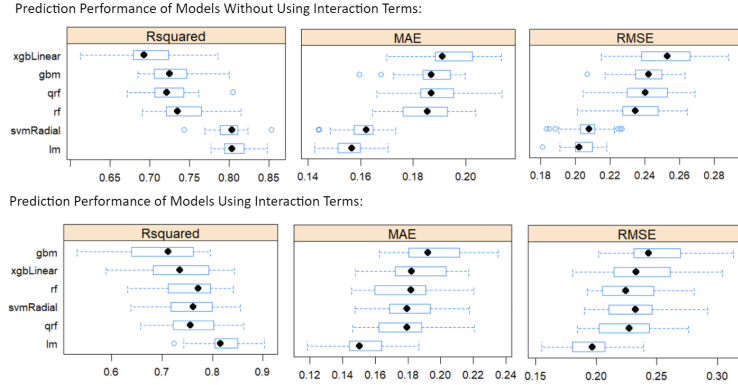 Prediction Performance of Models Without Using Interaction Terms:
Rsquared
MAE
RMSE
xgbLinear
gbm
qrf
rf
svmRadial
lm
0.65 0.70 0.75 0.80 0.85
0.14 0.16 0.18 0.20
0.18 0.20 0.22 0.24 0.26 0.28
Prediction Performance of Models Using Interaction Terms:
Rsquared
MAE
RMSE
gbm
xgbLinear
rf
svmRadial
qrf
lm
0.6 0.7 0.8 0.9
0.12 0.14 0.16 0.18 0.20 0.22 0.24
0.15 0.20 0.25 0.30